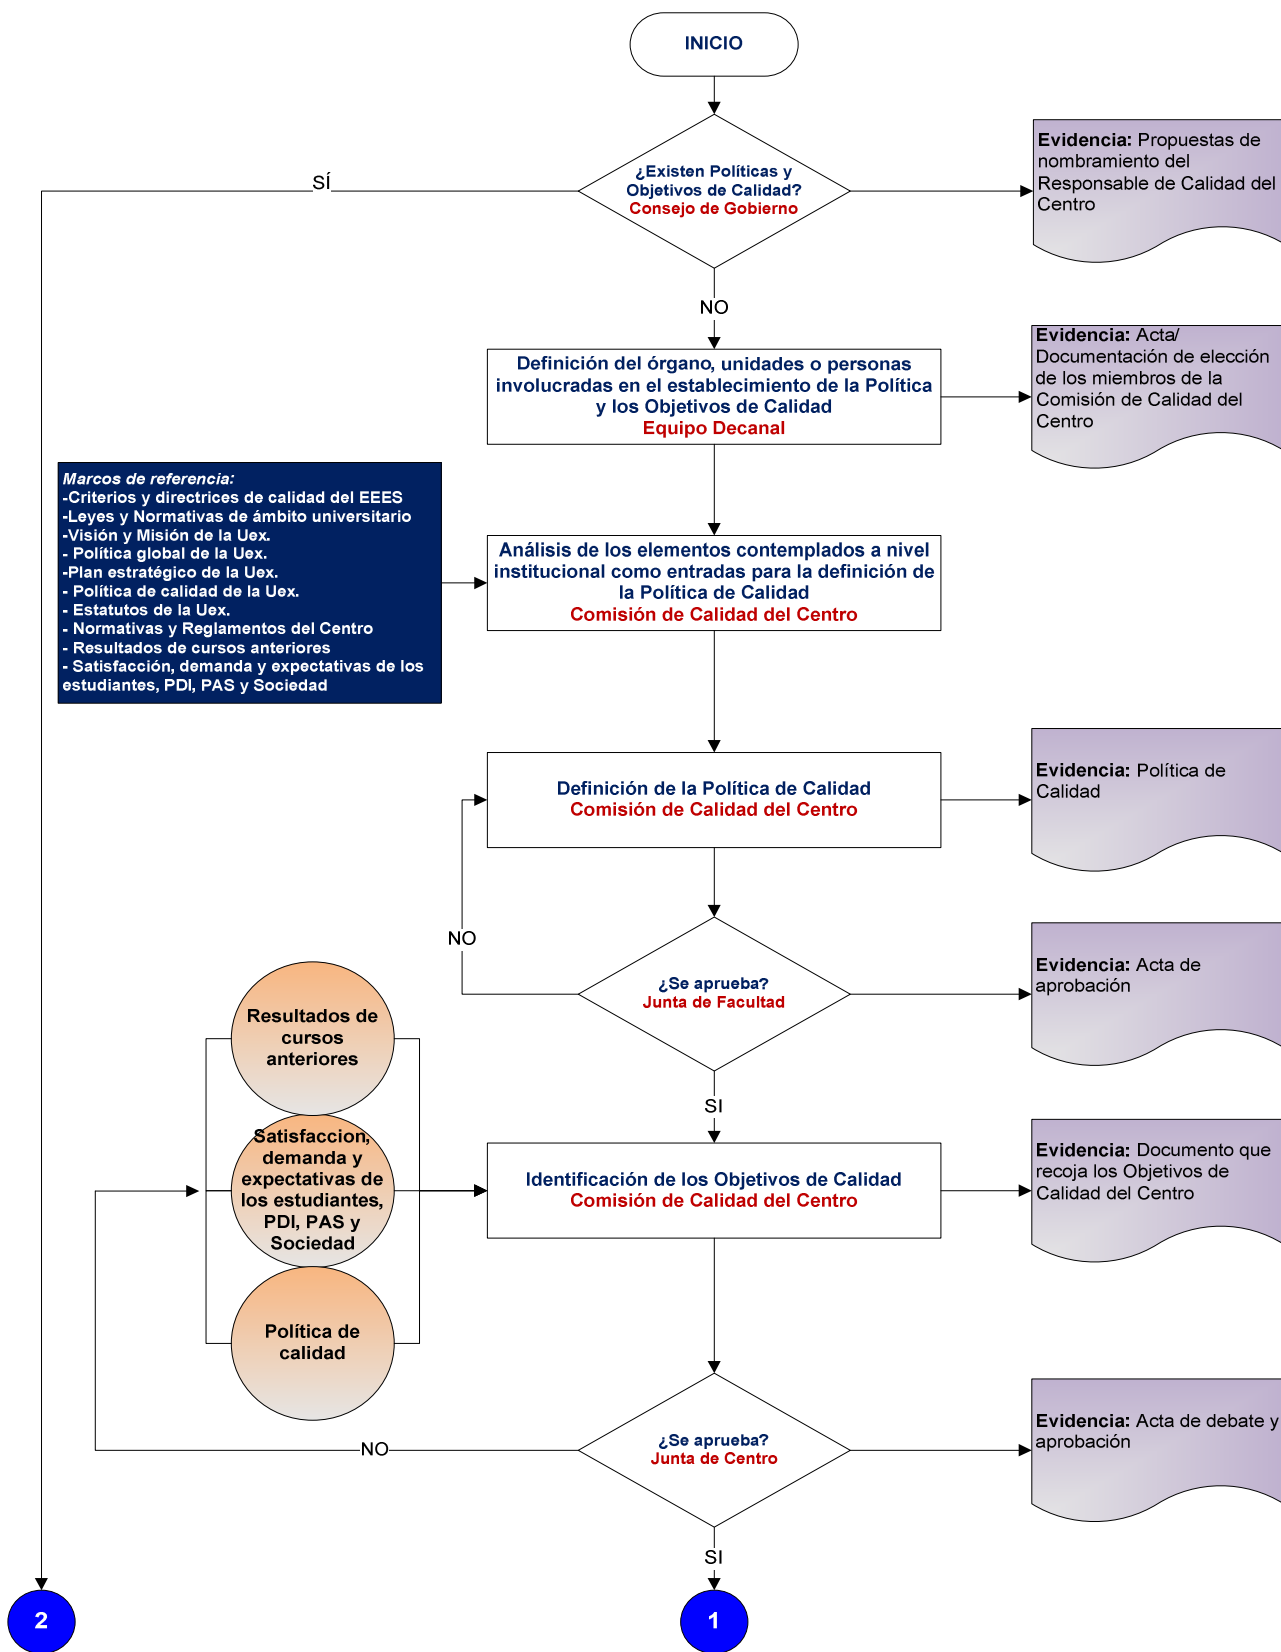 INICIO
¿Existen Políticas y
Objetivos de Calidad?
Consejo de Gobierno
SÍ
Evidencia: Propuestas de
nombramiento del
Responsable de Calidad del
Centro
NO
Definición del órgano, unidades o personas
involucradas en el establecimiento de la Política
y los Objetivos de Calidad
Equipo Decanal
Evidencia: Acta/
Documentación de elección
de los miembros de la
Comisión de Calidad del
Centro
Marcos de referencia:
-Criterios y directrices de calidad del EEES
-Leyes y Normativas de ámbito universitario
-Visión y Misión de la Uex.
- Política global de la Uex.
-Plan estratégico de la Uex.
- Política de calidad de la Uex.
- Estatutos de la Uex.
- Normativas y Reglamentos del Centro
- Resultados de cursos anteriores
- Satisfacción, demanda y expectativas de los
estudiantes, PDI, PAS y Sociedad
Análisis de los elementos contemplados a nivel
institucional como entradas para la definición de
la Política de Calidad
Comisión de Calidad del Centro
Definición de la Política de Calidad
Comisión de Calidad del Centro
Evidencia: Política de
Calidad
NO
¿Se aprueba?
Junta de Facultad
Evidencia: Acta de
aprobación
SI
Resultados de
cursos
anteriores
Satisfaccion,
demanda y
expectativas de
los estudiantes,
PDI, PAS y
Sociedad
Política de
calidad
Identificación de los Objetivos de Calidad
Comisión de Calidad del Centro
Evidencia: Documento que
recoja los Objetivos de
Calidad del Centro
NO
¿Se aprueba?
Junta de Centro
Evidencia: Acta de debate y
aprobación
SI
2
1